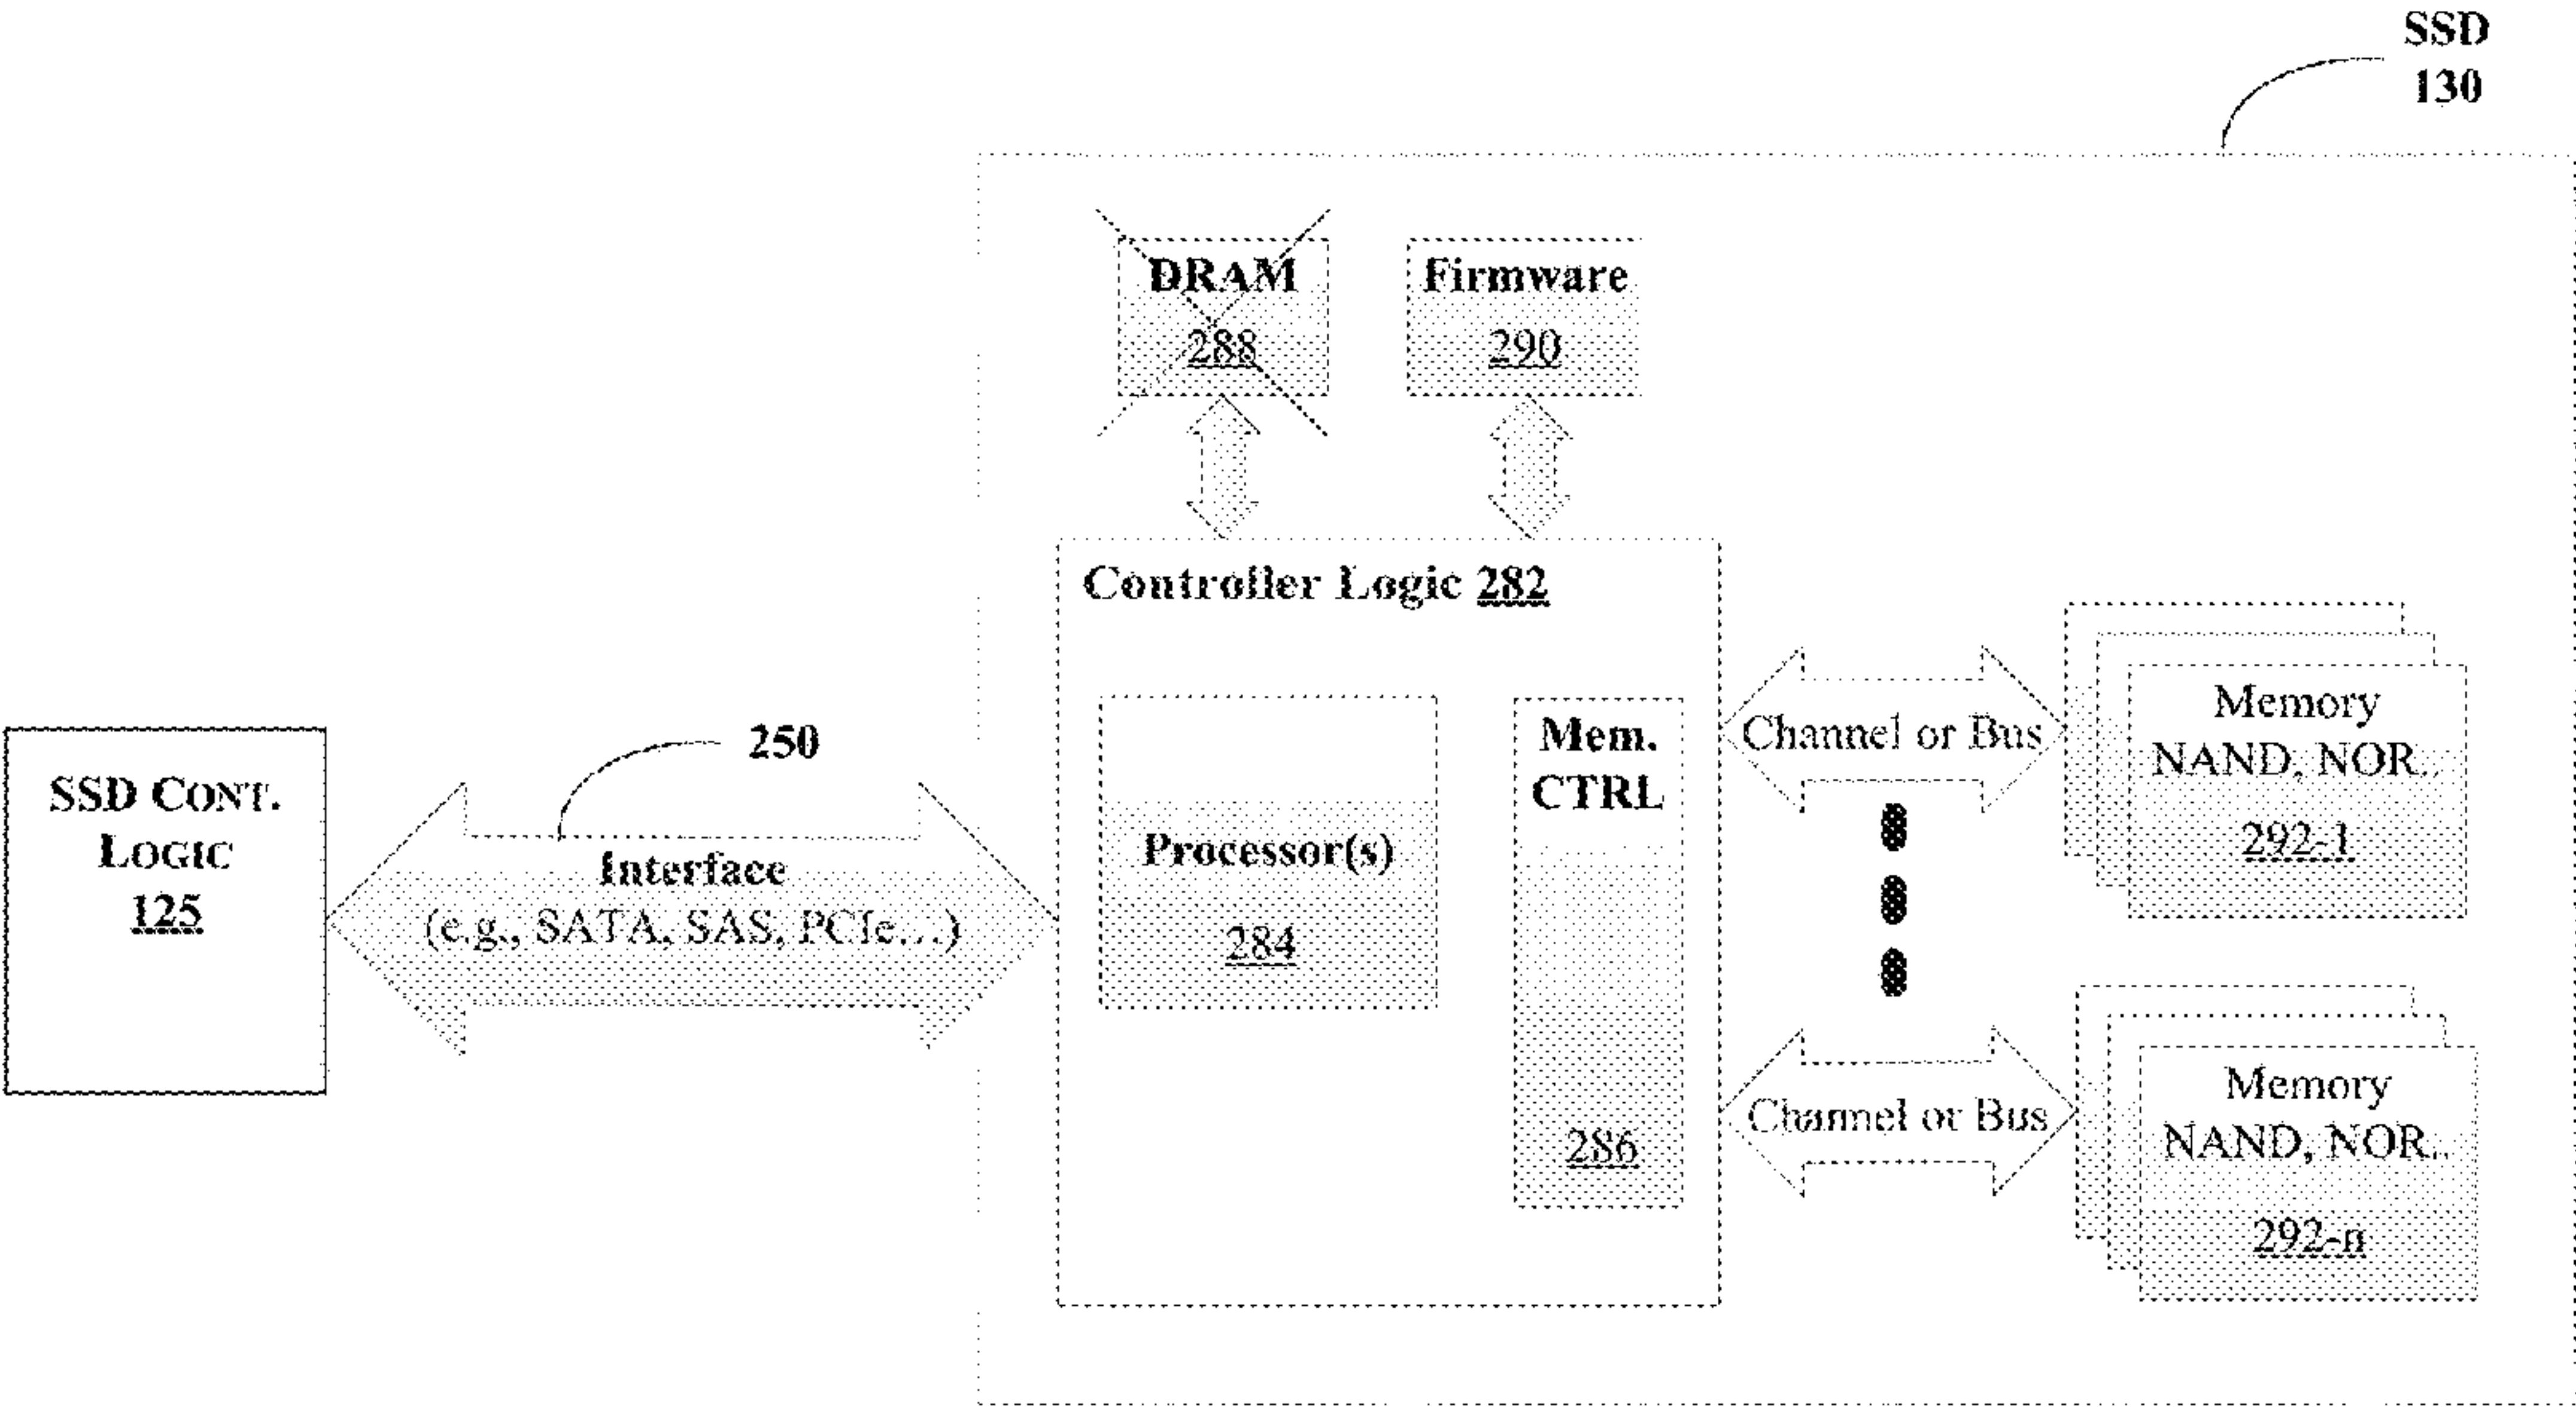 SSD
130
DRAM
288
Firmware
290
Controller Logic 282
SSD CONT.
LOGIC
125
250
Interface
(e.g., SATA, SAS, PCIe...)
Processor(s)
284
Mem.
CTRL
286
Channel or Bus
Memory
NAND, NOR..
292-1
Channel or Bus
Memory
NAND, NOR..
292-n